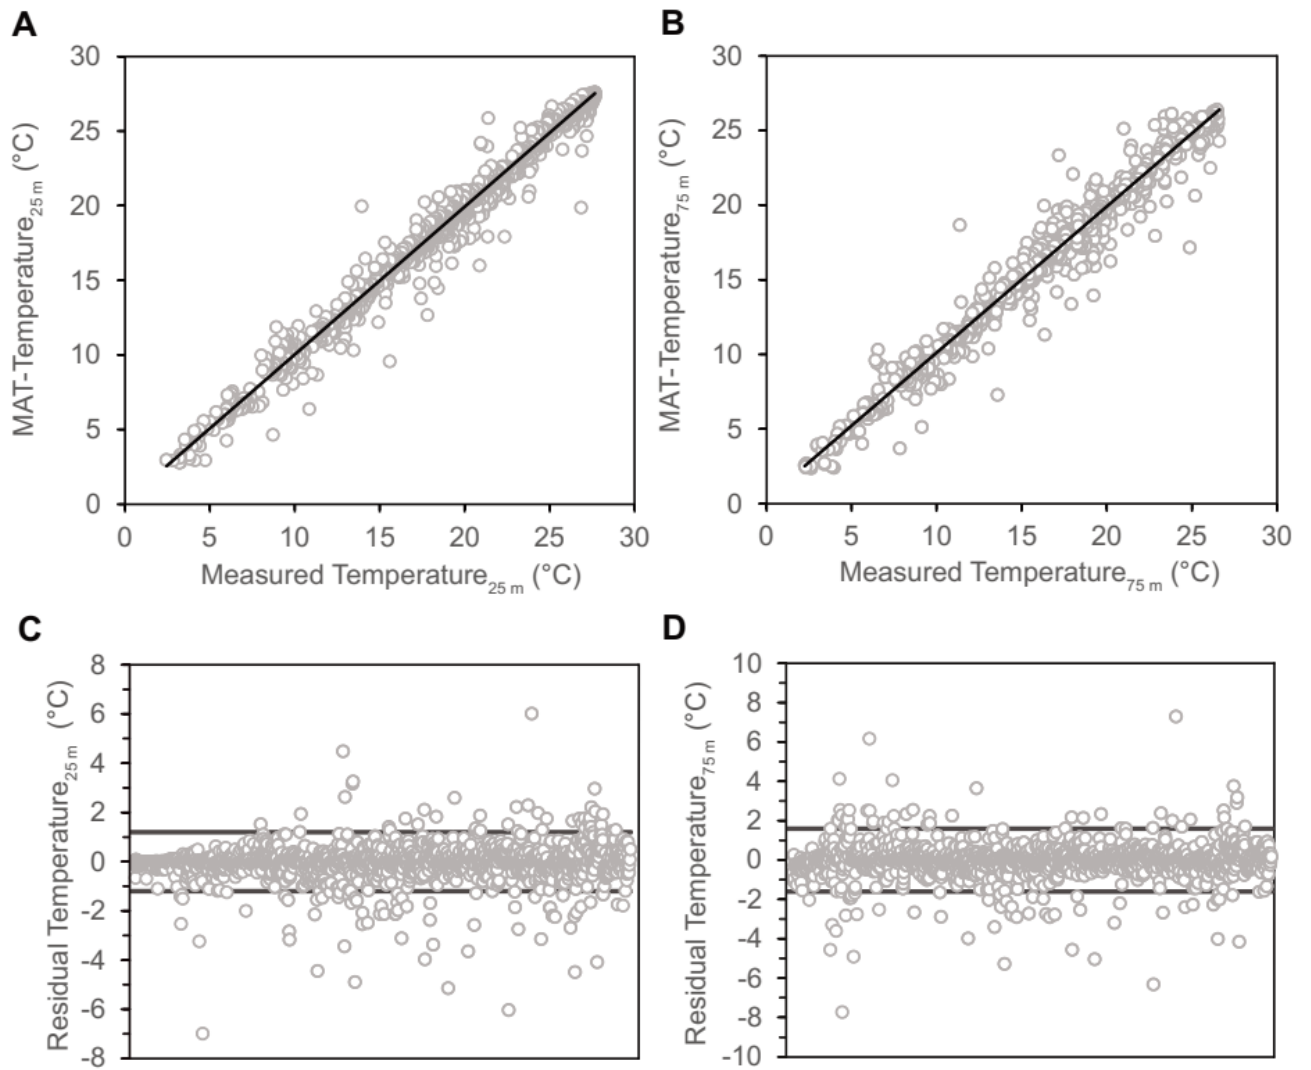 A
B
30
25
20
15
10
5
0
MAT-Temperature25 m (°C)
0 5 10 15 20 25 30
Measured Temperature25 m (°C)
30
25
20
15
10
5
0
MAT-Temperature75 m (°C)
0 5 10 15 20 25 30
Measured Temperature75 m (°C)
C
D
8
6
4
2
0
-2
-4
-6
-8
Residual Temperature25 m (°C)
10
8
6
4
2
0
-2
-4
-6
-8
-10
Residual Temperature75 m (°C)